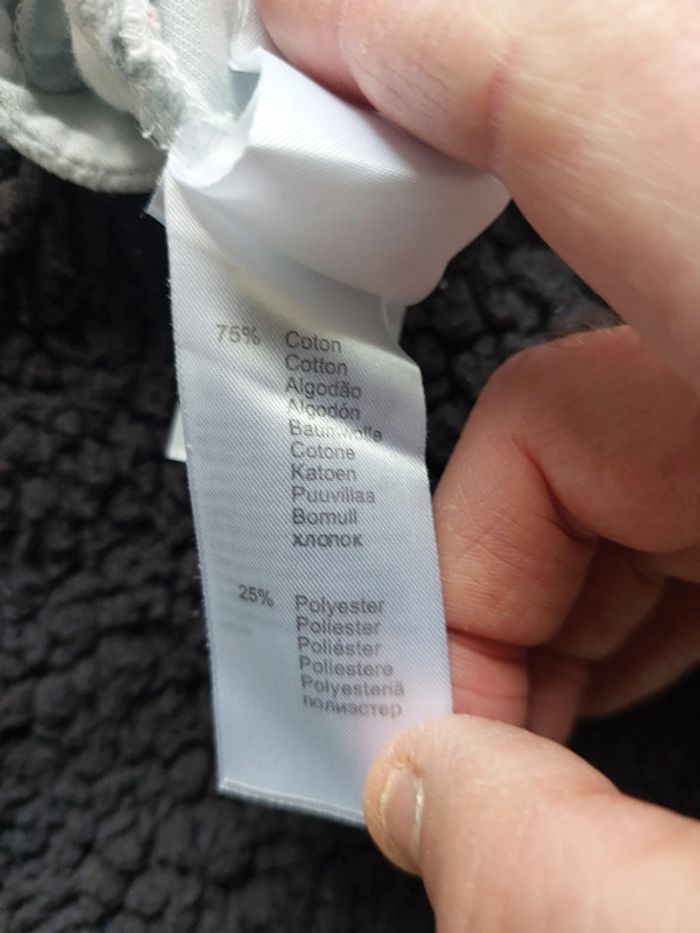 75% Coton
Cotton
Algodão
Algodón
Baumwolle
Cotone
Katoen
Puuvillaa
Bomull
хлопок
25% Polyester
Poliester
Poliéster
Poliestere
Polyesteriä
полиэстер